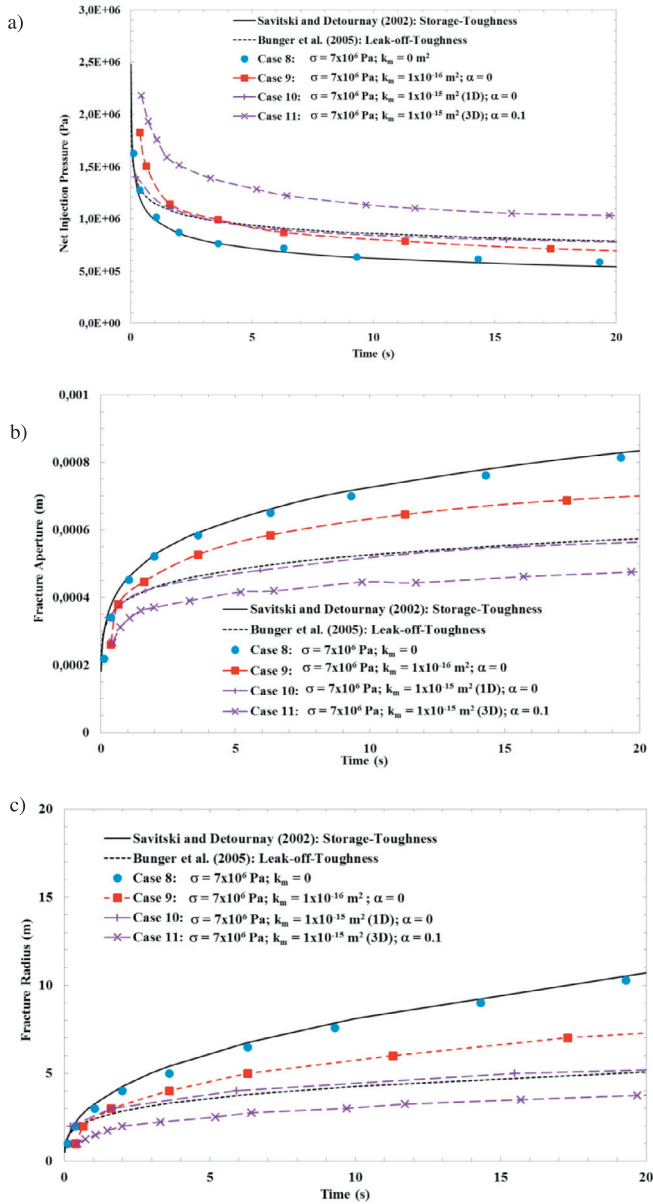 a)
3,0E+06
2,5E+06
2,0E+06
1,5E+06
1,0E+06
5,0E+05
0,0E+00
Net Injection Pressure (Pa)
Savitski and Detournay (2002): Storage-Toughness
Bunger et al. (2005): Leak-off-Toughness
Case 8: σ = 7x10⁶ Pa; kₘ = 0 m²
Case 9: σ = 7x10⁶ Pa; kₘ = 1x10⁻¹⁶ m²; α = 0
Case 10: σ = 7x10⁶ Pa; kₘ = 1x10⁻¹⁵ m² (1D); α = 0
Case 11: σ = 7x10⁶ Pa; kₘ = 1x10⁻¹⁵ m² (3D); α = 0.1
0 5 10 15 20
Time (s)
b)
0,001
0,0008
0,0006
0,0004
0,0002
0
Fracture Aperture (m)
Savitski and Detournay (2002): Storage-Toughness
Bunger et al. (2005): Leak-off-Toughness
Case 8: σ = 7x10⁶ Pa; kₘ = 0
Case 9: σ = 7x10⁶ Pa; kₘ = 1x10⁻¹⁶ m²; α = 0
Case 10: σ = 7x10⁶ Pa; kₘ = 1x10⁻¹⁵ m² (1D); α = 0
Case 11: σ = 7x10⁶ Pa; kₘ = 1x10⁻¹⁵ m² (3D); α = 0.1
0 5 10 15 20
Time (s)
c)
20
15
10
5
0
Fracture Radius (m)
Savitski and Detournay (2002): Storage-Toughness
Bunger et al. (2005): Leak-off-Toughness
Case 8: σ = 7x10⁶ Pa; kₘ = 0
Case 9: σ = 7x10⁶ Pa; kₘ = 1x10⁻¹⁶ m² ; α = 0
Case 10: σ = 7x10⁶ Pa; kₘ = 1x10⁻¹⁵ m² (1D); α = 0
Case 11: σ = 7x10⁶ Pa; kₘ = 1x10⁻¹⁵ m² (3D); α = 0.1
0 5 10 15 20
Time (s)